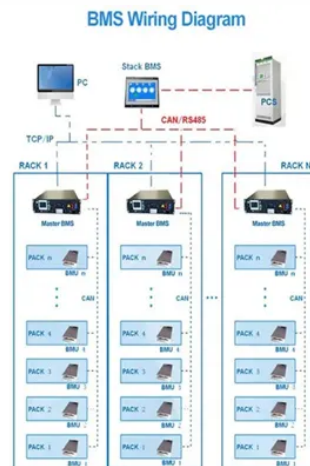 BMS Wiring Diagram
Stack BMS
PC
PCS
CAN/RS485
TCP/IP
RACK 1 RACK 2 RACK N
Master BMS Master BMS Master BMS
PACK n PACK n PACK n
BMU n BMU n BMU n
CAN CAN CAN
PACK 4 PACK 4 PACK 4
BMU 4 BMU 4 BMU 4
PACK 3 PACK 3 PACK 3
BMU 3 BMU 3 BMU 3
PACK 2 PACK 2 PACK 2
BMU 2 BMU 2 BMU 2
PACK 1 PACK 1 PACK 1
BMU 1 BMU 1 BMU 1